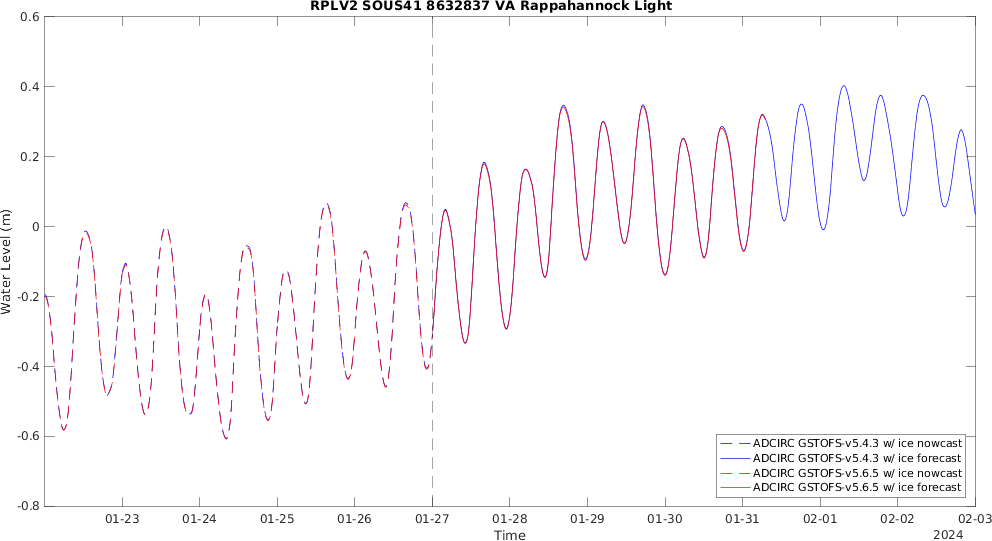 RPLV2 SOUS41 8632837 VA Rappahannock Light
0.6
0.4
0.2
0
-0.2
-0.4
-0.6
-0.8
Water Level (m)
ADCIRC GSTOFS-v5.4.3 w/ ice nowcast
ADCIRC GSTOFS-v5.4.3 w/ ice forecast
ADCIRC GSTOFS-v5.6.5 w/ ice nowcast
ADCIRC GSTOFS-v5.6.5 w/ ice forecast
01-23 01-24 01-25 01-26 01-27 01-28 01-29 01-30 01-31 02-01 02-02 02-03
Time
2024